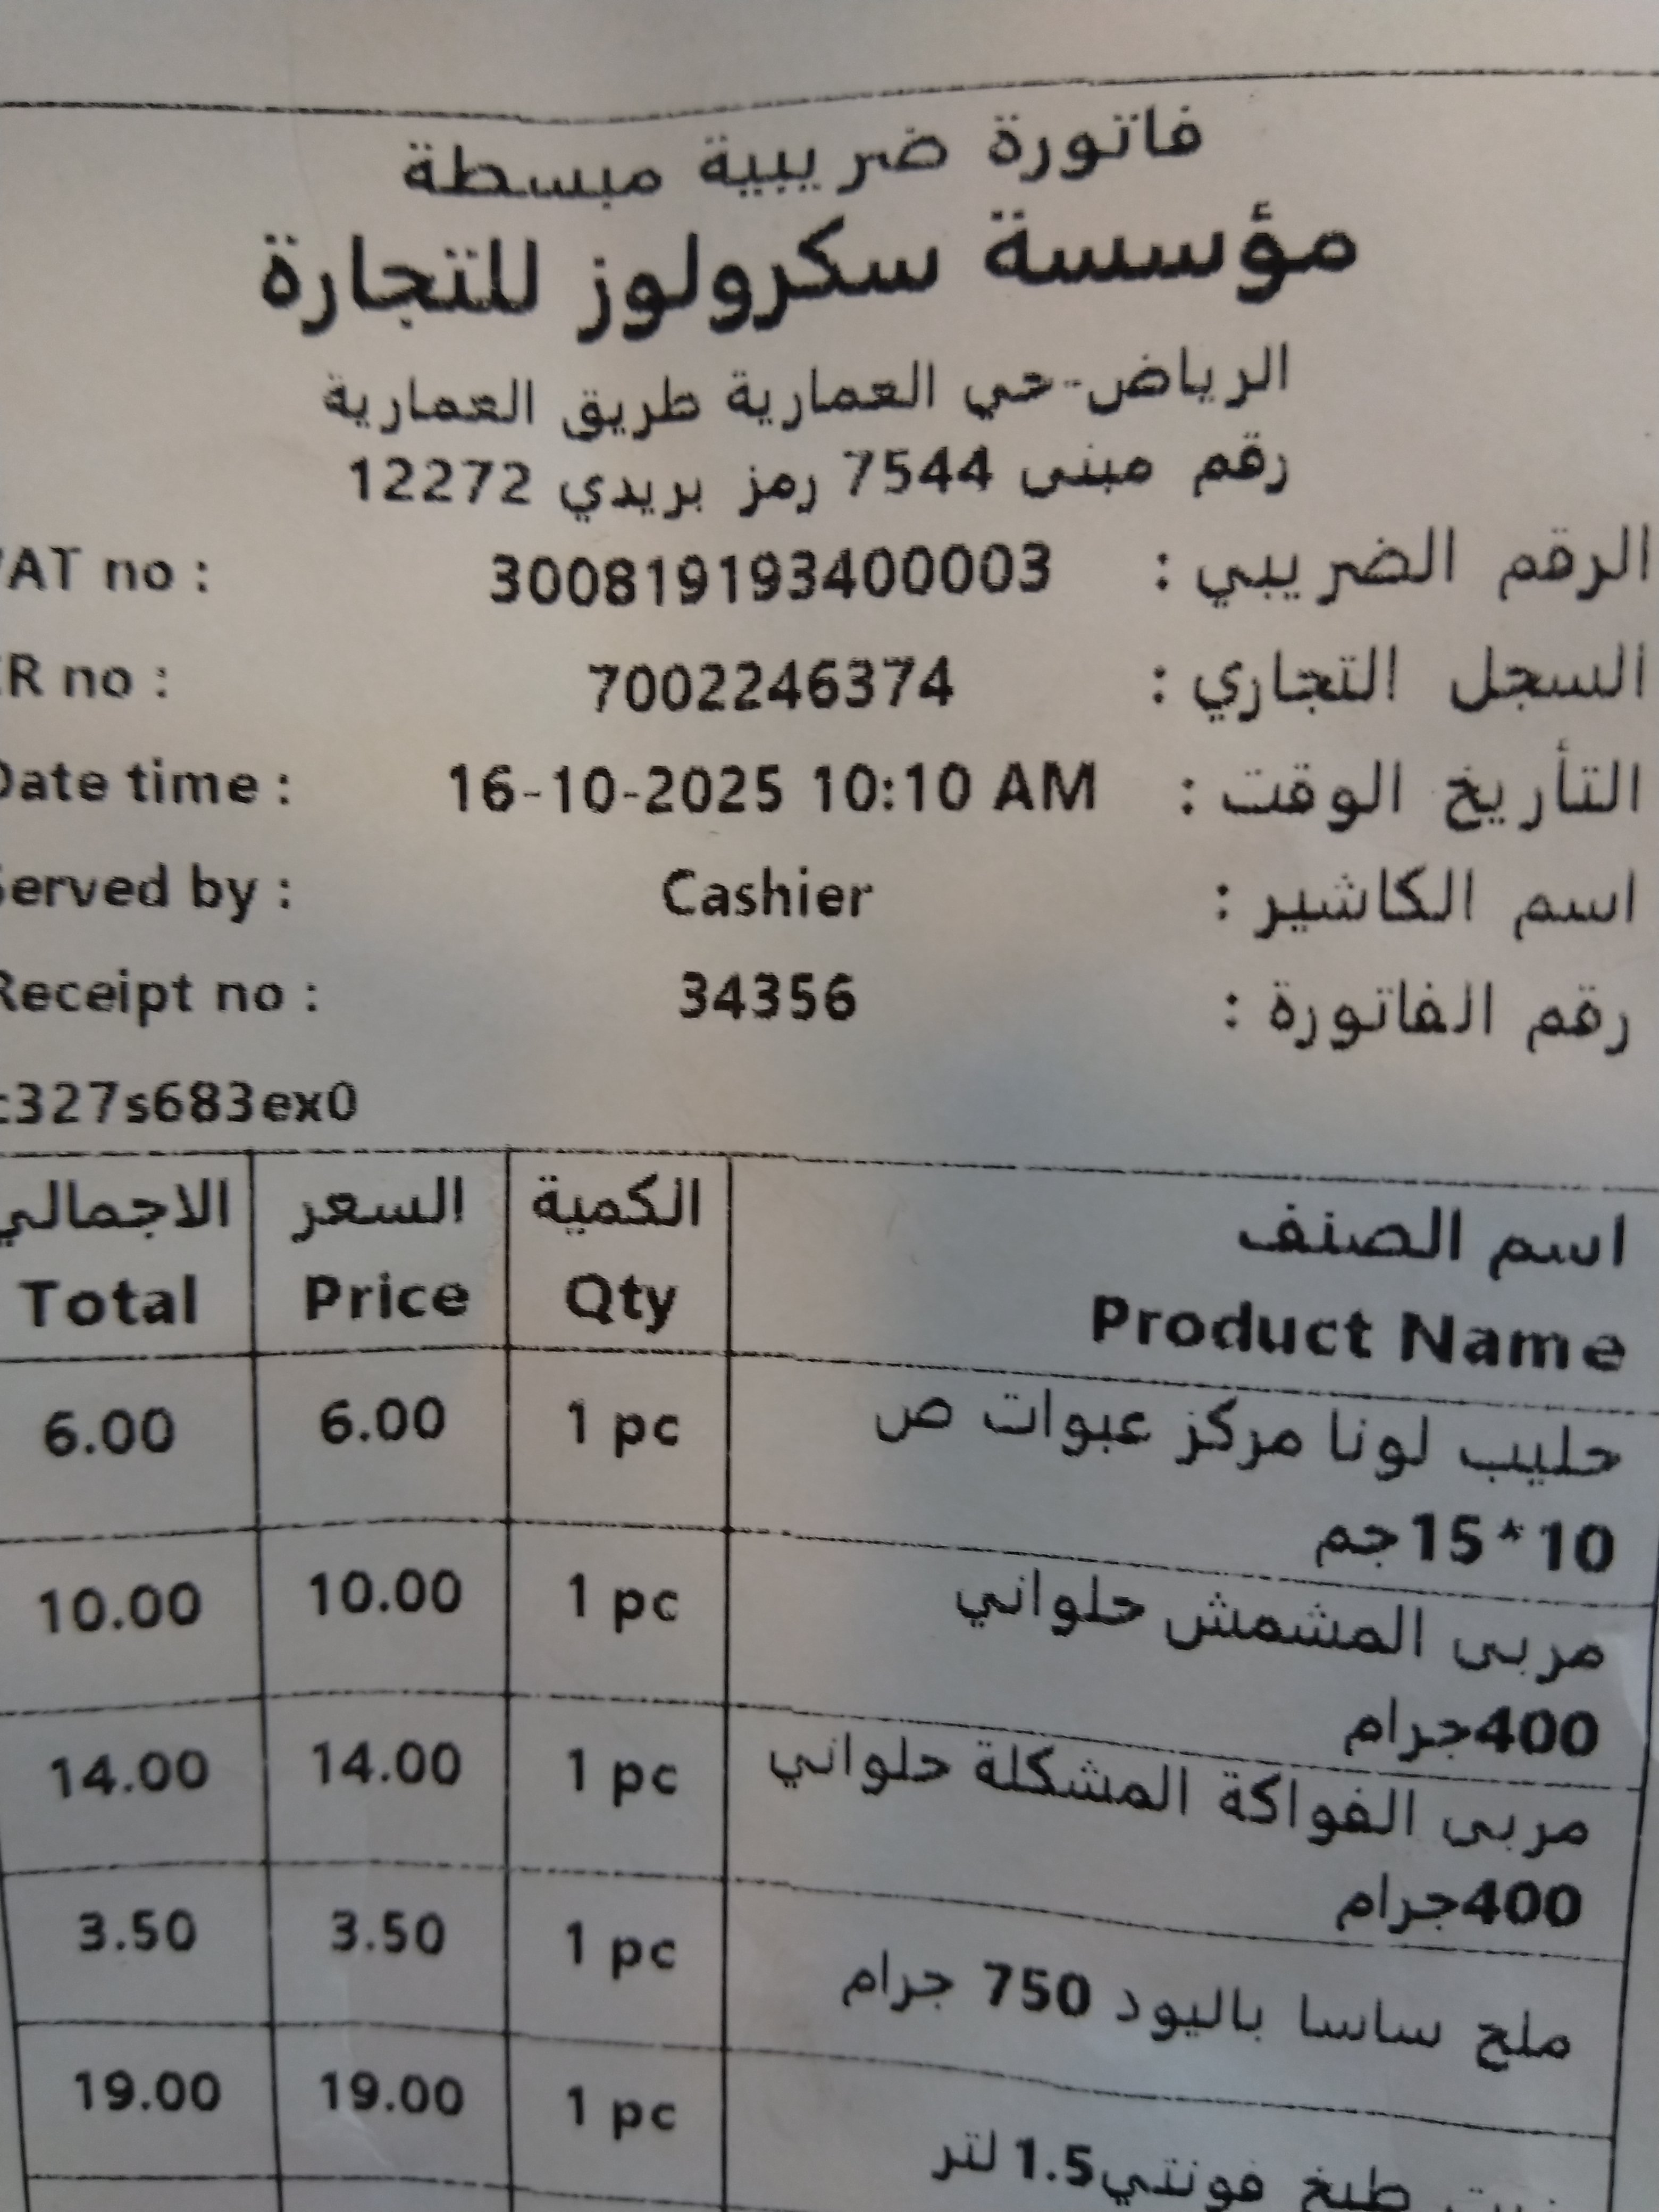 فاتورة ضريبية مبسطة
مؤسسة سكرولوز للتجارة
الرياض-حي العمارية طريق العمارية
رقم مبنى 7544 رمز بريدي 12272
الرقم الضريبي : 300819193400003 VAT no :
السجل التجاري : 7002246374 R no :
التأريخ الوقت : 16-10-2025 10:10 AM Date time :
اسم الكاشير : Cashier Served by :
رقم الفاتورة : 34356 Receipt no :
327s683ex0
اسم الصنف الكمية السعر الاجمالي
Product Name Qty Price Total
حليب لونا مركز عبوات ص 1 pc 6.00 6.00
10*15جم
مربى المشمش حلواني 1 pc 10.00 10.00
400جرام
مربى الفواكة المشكلة حلواني 1 pc 14.00 14.00
400جرام
ملح ساسا باليود 750 جرام 1 pc 3.50 3.50
طبخ فونتي1.5 لتر 1 pc 19.00 19.00